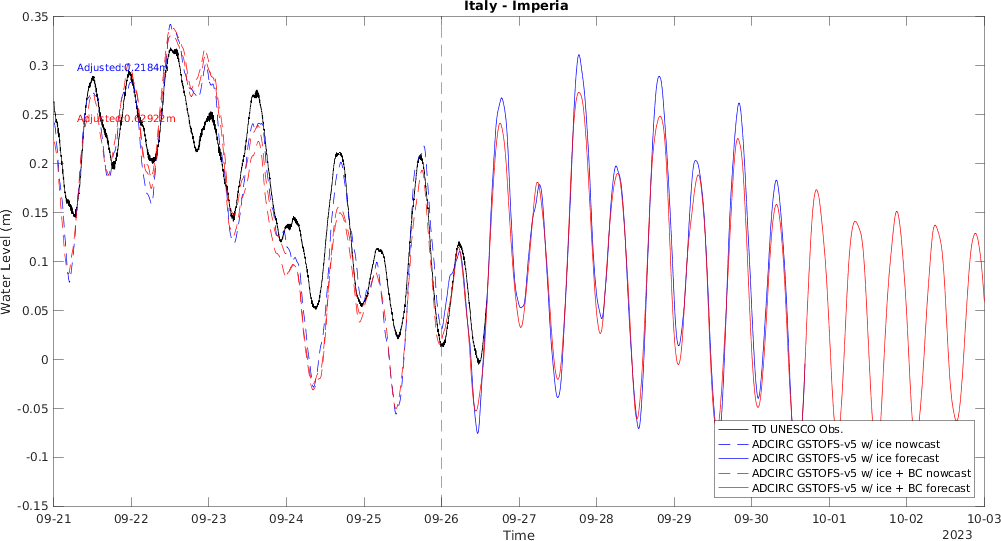 Italy - Imperia
0.35
0.3
0.25
0.2
0.15
0.1
0.05
0
-0.05
-0.1
-0.15
Water Level (m)
Adjusted:0.2184m
Adjusted:0.62922m
TD UNESCO Obs.
ADCIRC GSTOFS-v5 w/ ice nowcast
ADCIRC GSTOFS-v5 w/ ice forecast
ADCIRC GSTOFS-v5 w/ ice + BC nowcast
ADCIRC GSTOFS-v5 w/ ice + BC forecast
09-21 09-22 09-23 09-24 09-25 09-26 09-27 09-28 09-29 09-30 10-01 10-02 10-03
Time
2023